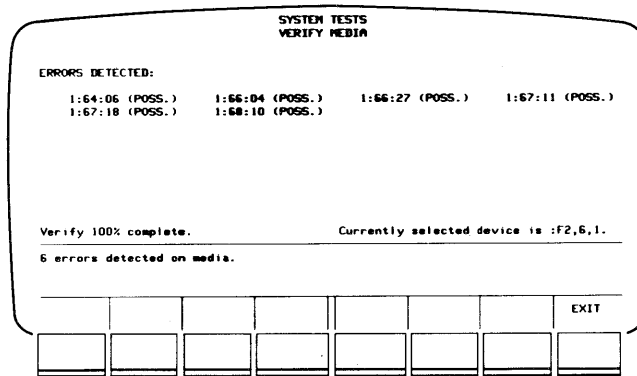 SYSTEM TESTS
VERIFY MEDIA
ERRORS DETECTED:
1:64:06 (POSS.) 1:66:04 (POSS.) 1:66:27 (POSS.) 1:67:11 (POSS.)
1:67:18 (POSS.) 1:68:10 (POSS.)
Verify 100% complete. Currently selected device is :F2,6,1.
6 errors detected on media.
EXIT